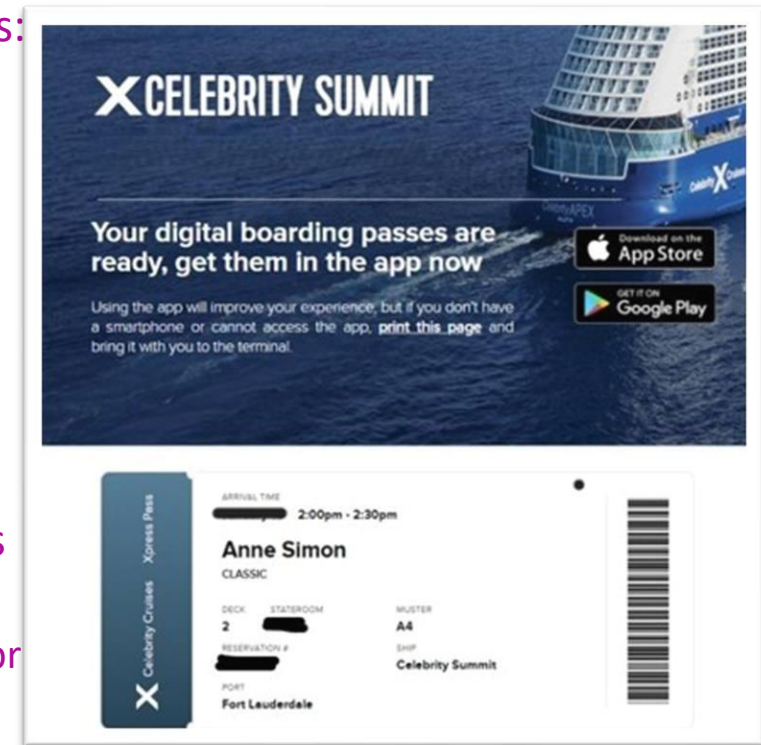 s:
X CELEBRITY SUMMIT
Your digital boarding passes are
ready, get them in the app now
Using the app will improve your experience, but if you don't have
a smartphone or cannot access the app, print this page and
bring it with you to the terminal.
Download on the
App Store
GET IT ON
Google Play
Celebrity X Cruises
Celebrity APEX
s
or
X Celebrity Cruises Xpress Pass
ARRIVAL TIME
2:00pm - 2:30pm
Anne Simon
CLASSIC
DECK STATEROOM MUSTER
2 A4
RESERVATION # SHIP
Celebrity Summit
PORT
Fort Lauderdale